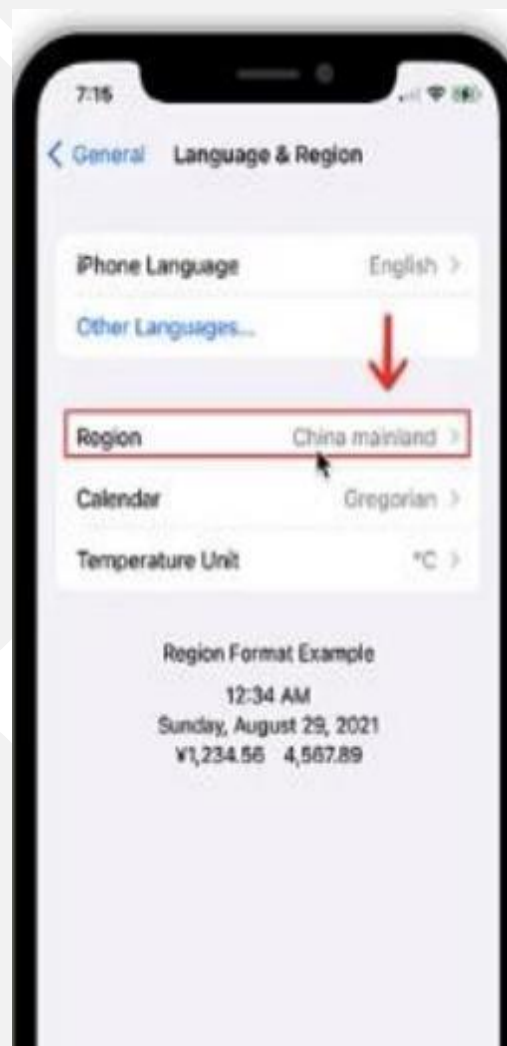 7:16
General Language & Region
iPhone Language English
Other Languages...
Region China mainland
Calendar Gregorian
Temperature Unit °C
Region Format Example
12:34 AM
Sunday, August 29, 2021
¥1,234.56 4,567.89